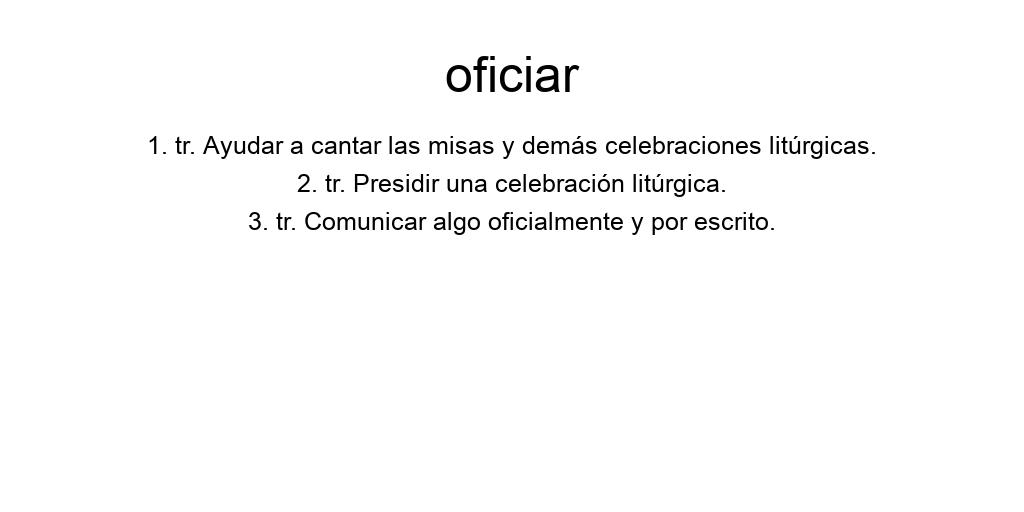 oficiar
1. tr. Ayudar a cantar las misas y demás celebraciones litúrgicas.
2. tr. Presidir una celebración litúrgica.
3. tr. Comunicar algo oficialmente y por escrito.